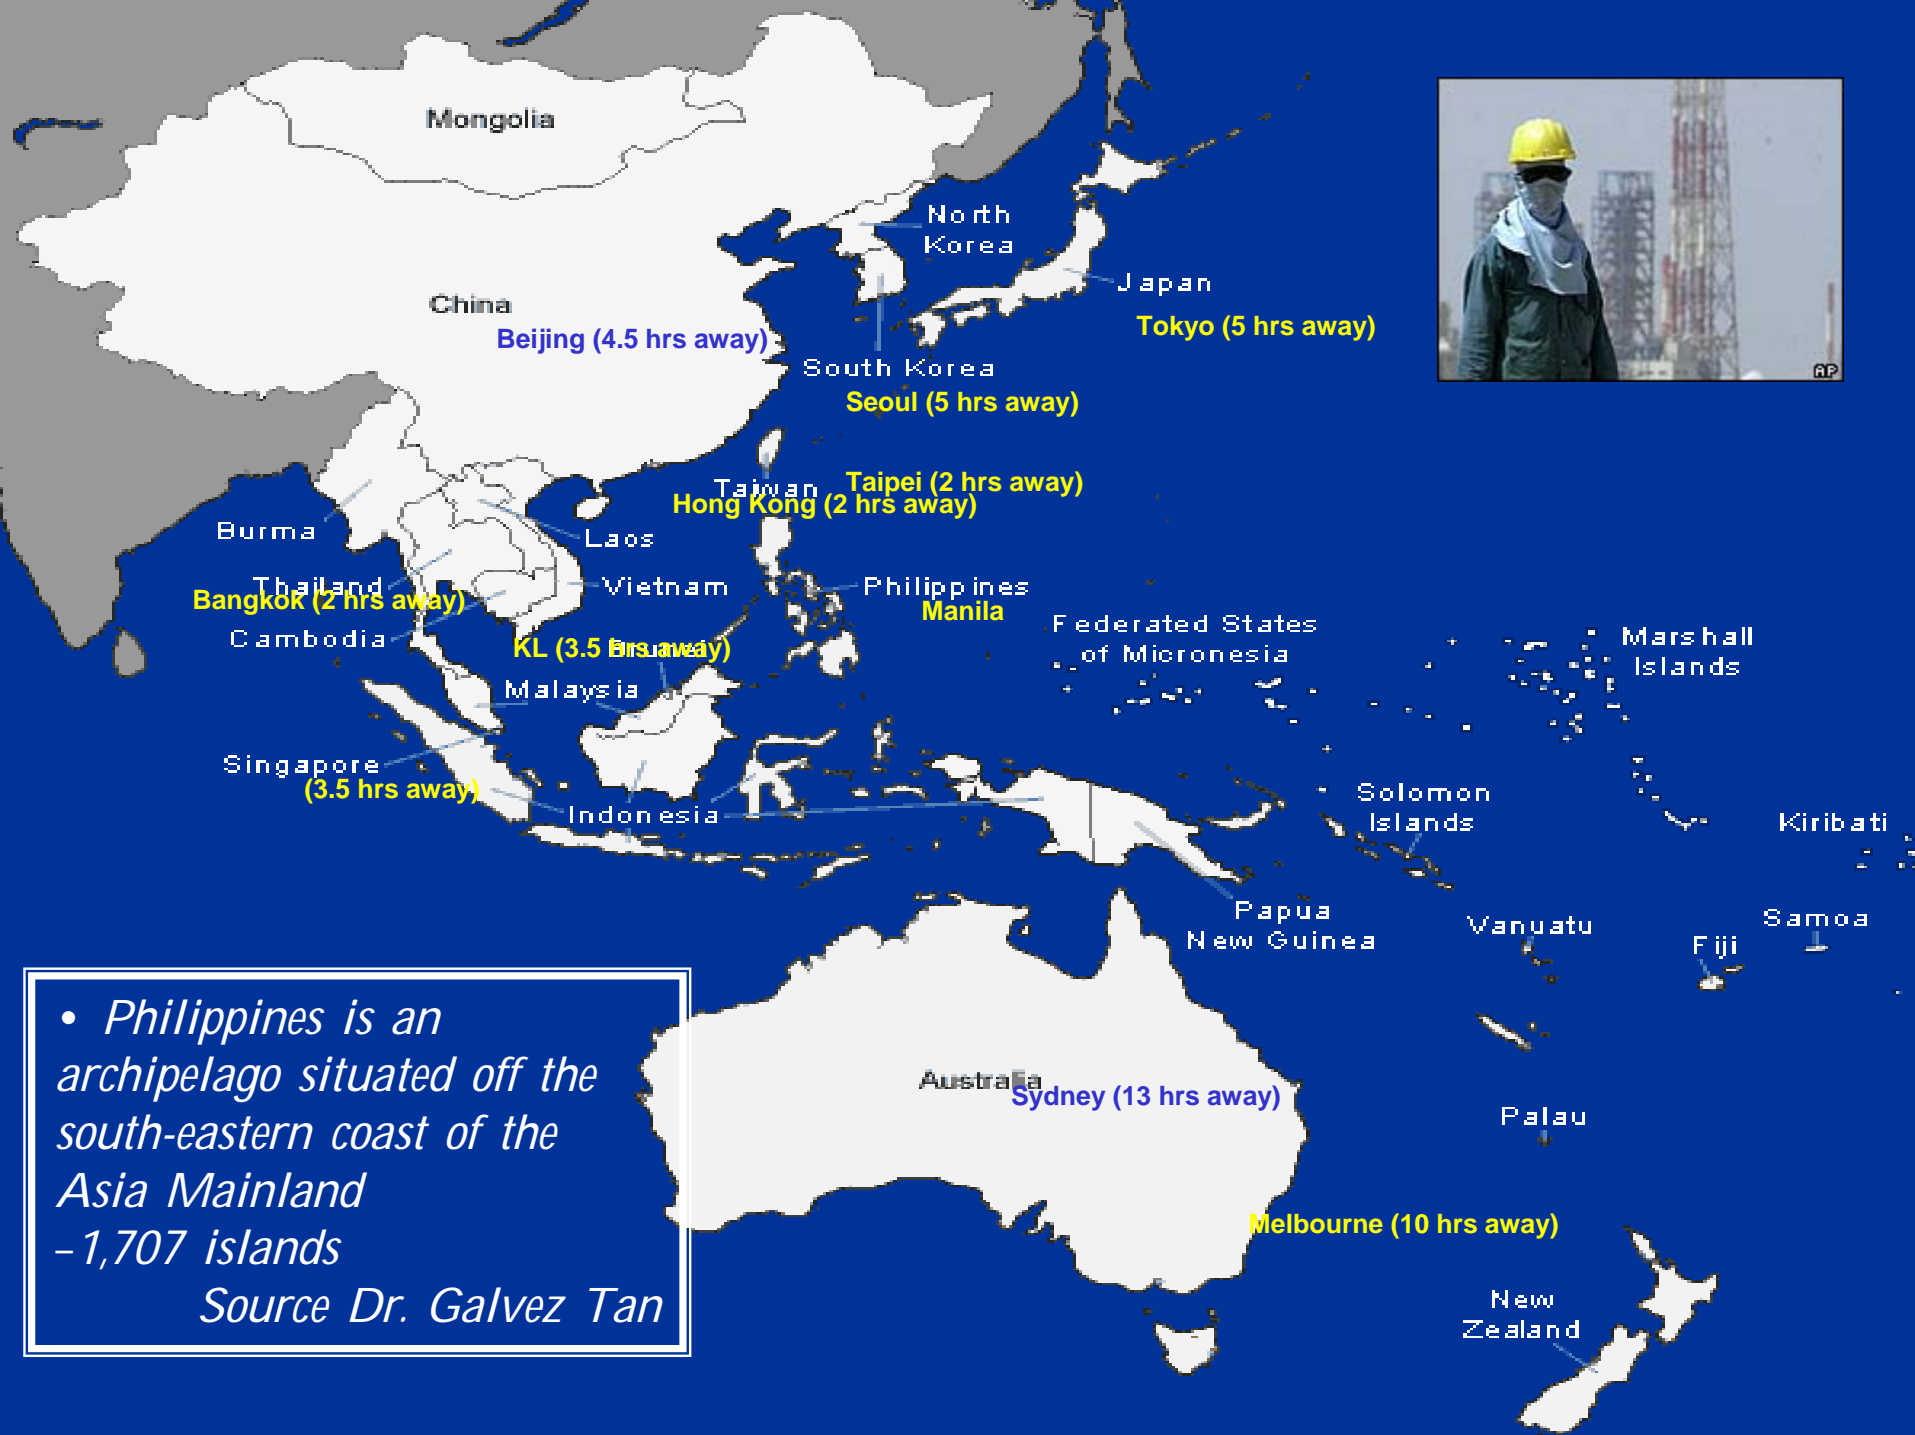 Mongolia
North
Korea
China
Japan
Beijing (4.5 hrs away)
Tokyo (5 hrs away)
South Korea
AP
Seoul (5 hrs away)
Taiwan
Taipei (2 hrs away)
Hong Kong (2 hrs away)
Burma
Laos
Thailand
Vietnam
Philippines
Bangkok (2 hrs away)
Manila
Cambodia
Federated States
of Micronesia
Marshall
Islands
KL (3.5 hrs away)
Brunei
Malaysia
Singapore
(3.5 hrs away)
Indonesia
Solomon
Islands
Kiribati
Papua
New Guinea
Vanuatu
Samoa
Fiji
• Philippines is an
archipelago situated off the
south-eastern coast of the
Asia Mainland
–1,707 islands
Source Dr. Galvez Tan
Australia
Sydney (13 hrs away)
Palau
Melbourne (10 hrs away)
New
Zealand